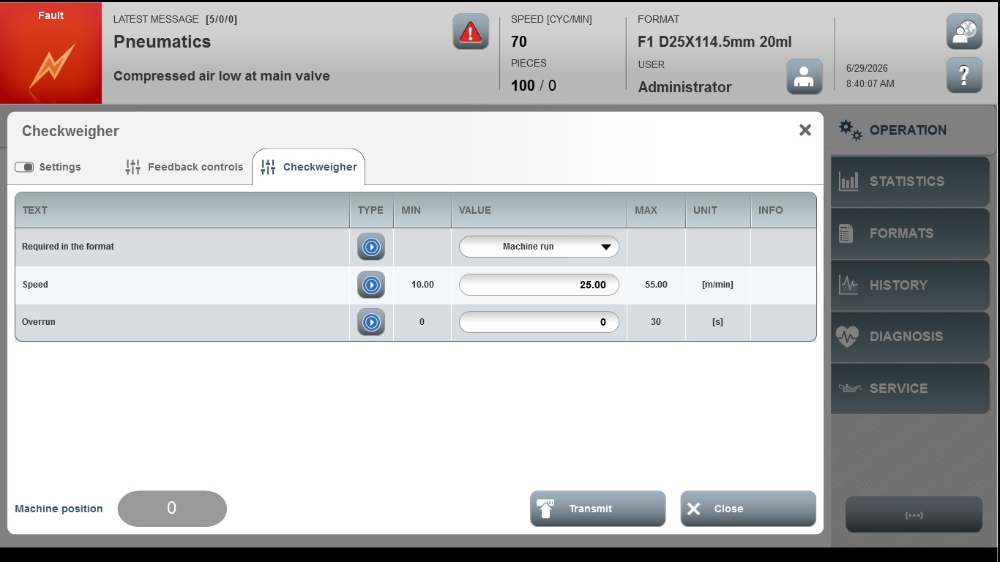 Fault
LATEST MESSAGE [5/0/0]
Pneumatics
Compressed air low at main valve
SPEED [CYC/MIN]
70
PIECES
100 / 0
FORMAT
F1 D25X114.5mm 20ml
USER
Administrator
6/29/2026
8:40:07 AM
?
Checkweigher
Settings
Feedback controls
Checkweigher
TEXT TYPE MIN VALUE MAX UNIT INFO
Required in the format Machine run
Speed 10.00 25.00 55.00 [m/min]
Overrun 0 0 30 [s]
Machine position 0
Transmit
Close
OPERATION
STATISTICS
FORMATS
HISTORY
DIAGNOSIS
SERVICE
(•••)